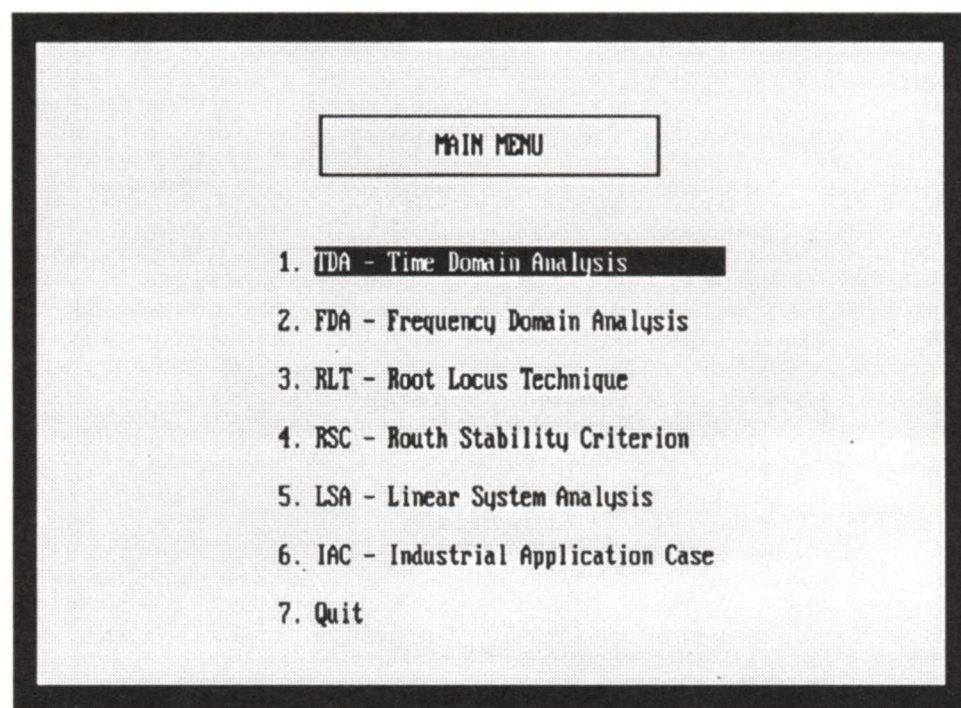 MAIN MENU
1. TDA - Time Domain Analysis
2. FDA - Frequency Domain Analysis
3. RLT - Root Locus Technique
4. RSC - Routh Stability Criterion
5. LSA - Linear System Analysis
6. IAC - Industrial Application Case
7. Quit